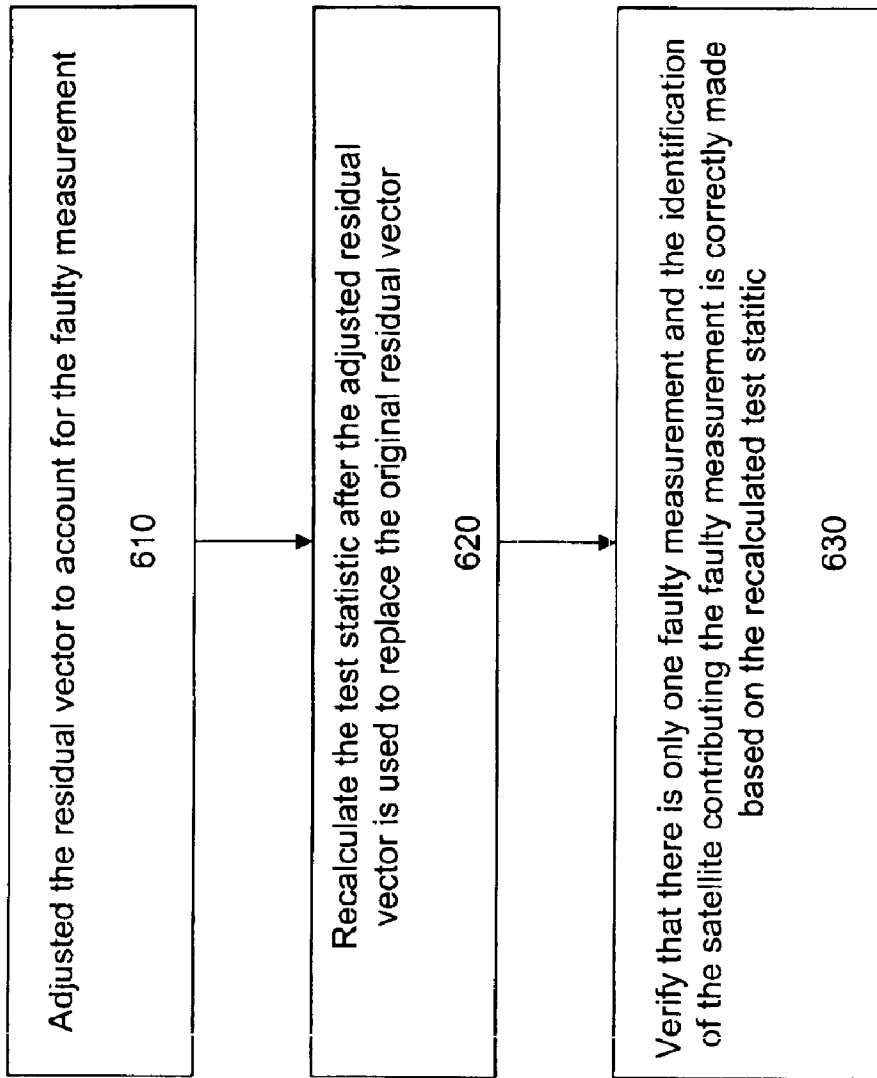 Adjusted the residual vector to account for the faulty measurement
610
Recalculate the test statistic after the adjusted residual
vector is used to replace the original residual vector
620
Verify that there is only one faulty measurement and the identification
of the satellite contributing the faulty measurement is correctly made
based on the recalculated test statitic
630